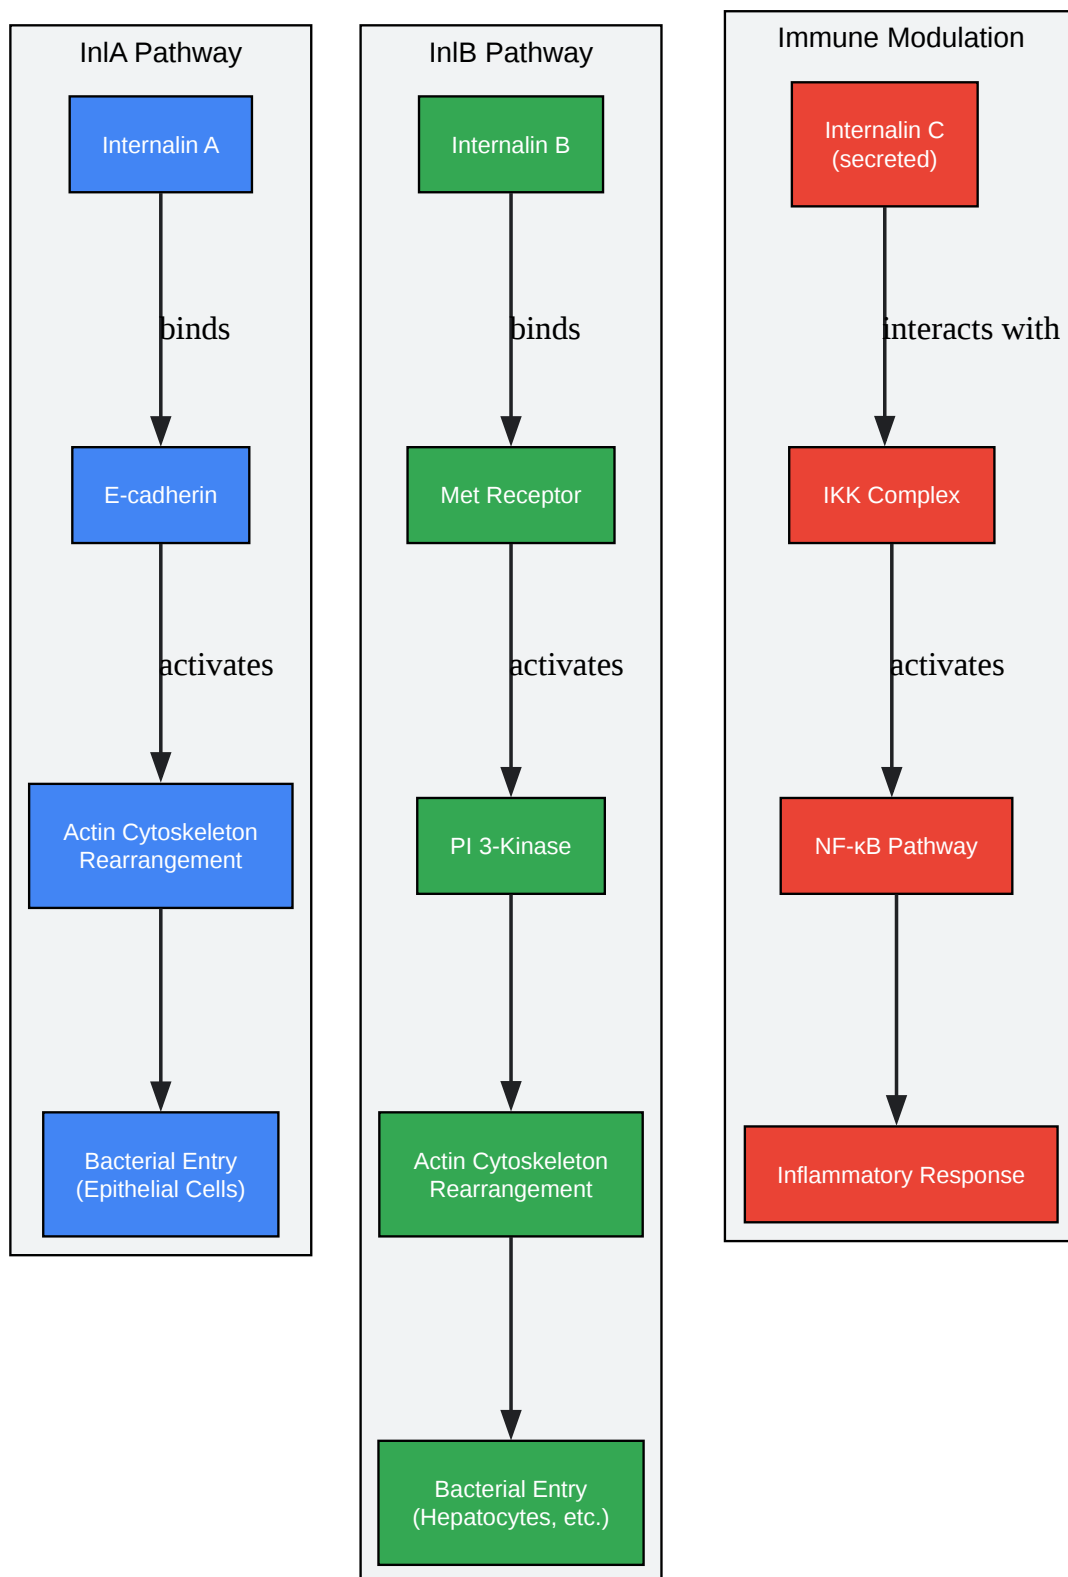 InlA Pathway
Internalin A
binds
E-cadherin
activates
Actin Cytoskeleton
Rearrangement
Bacterial Entry
(Epithelial Cells)
InlB Pathway
Internalin B
binds
Met Receptor
activates
PI 3-Kinase
Actin Cytoskeleton
Rearrangement
Bacterial Entry
(Hepatocytes, etc.)
Immune Modulation
Internalin C
(secreted)
interacts with
IKK Complex
activates
NF-κB Pathway
Inflammatory Response